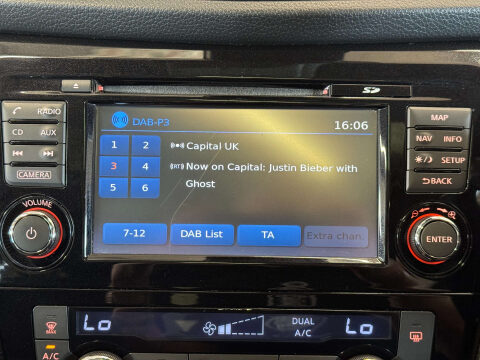 SD
RADIO
CD AUX
CAMERA
VOLUME
DAB-P3
16:06
1 2
3 4
5 6
Capital UK
(RT) Now on Capital: Justin Bieber with
Ghost
7-12
DAB List
TA
Extra chan.
MAP
NAV INFO
SETUP
BACK
ENTER
MAX
A/C
Lo
DUAL
A/C
Lo